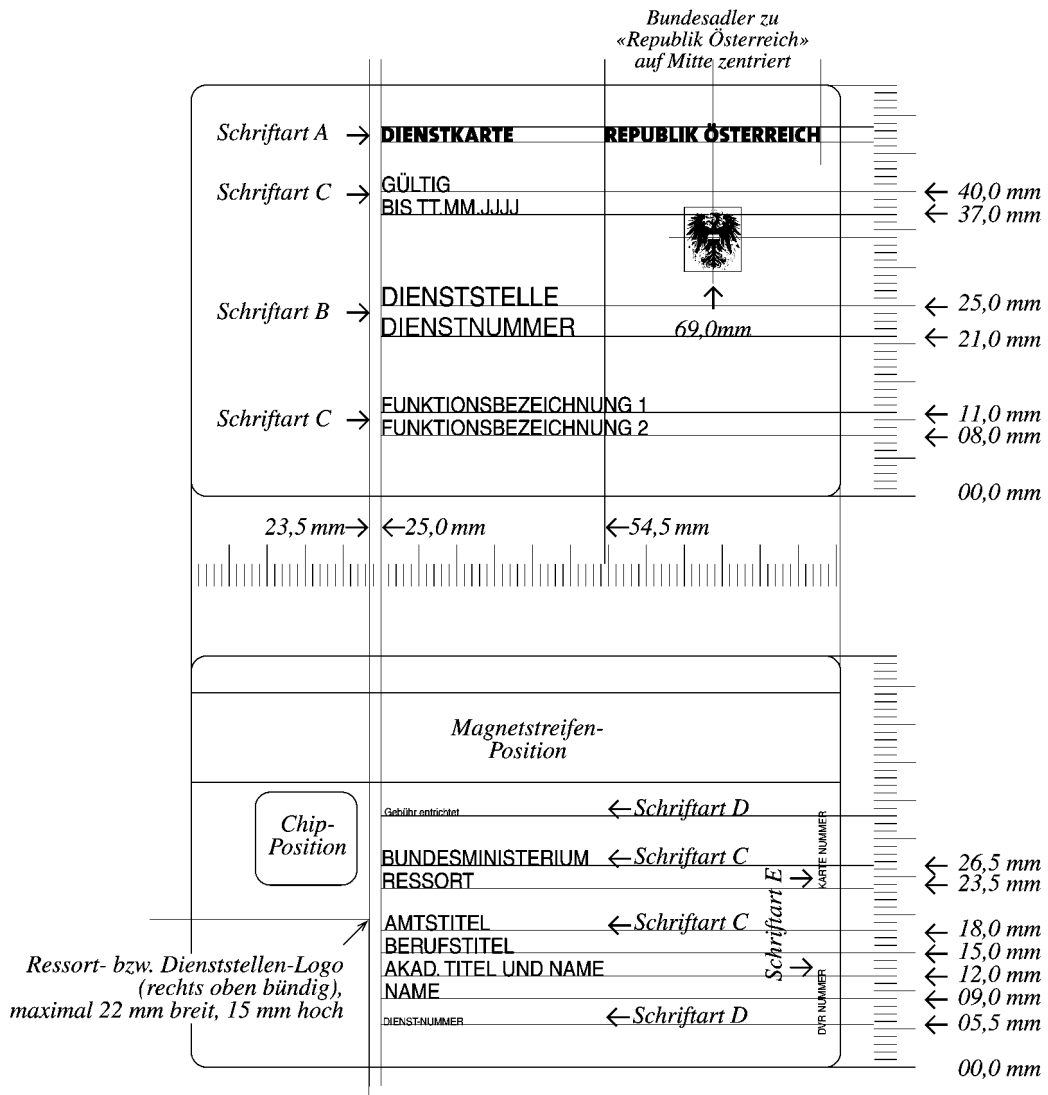 Bundesadler zu
«Republik Österreich»
auf Mitte zentriert
Schriftart A → DIENSTKARTE REPUBLIK ÖSTERREICH
Schriftart C → GÜLTIG ← 40,0 mm
BIS TT.MM.JJJJ ← 37,0 mm
Schriftart B → DIENSTSTELLE ← 25,0 mm
DIENSTNUMMER 69,0mm ← 21,0 mm
Schriftart C → FUNKTIONSBEZEICHNUNG 1 ← 11,0 mm
FUNKTIONSBEZEICHNUNG 2 ← 08,0 mm
00,0 mm
23,5 mm→ ←25,0 mm ←54,5 mm
Magnetstreifen-
Position
Gebühr entrichtet ←Schriftart D
Chip-
Position
BUNDESMINISTERIUM ←Schriftart C ← 26,5 mm
RESSORT ← 23,5 mm
KARTE NUMMER
Schriftart E
AMTSTITEL ←Schriftart C ← 18,0 mm
BERUFSTITEL ← 15,0 mm
AKAD. TITEL UND NAME ← 12,0 mm
NAME ← 09,0 mm
DVR NUMMER
DIENST-NUMMER ←Schriftart D ← 05,5 mm
Ressort- bzw. Dienststellen-Logo
(rechts oben bündig),
maximal 22 mm breit, 15 mm hoch
00,0 mm